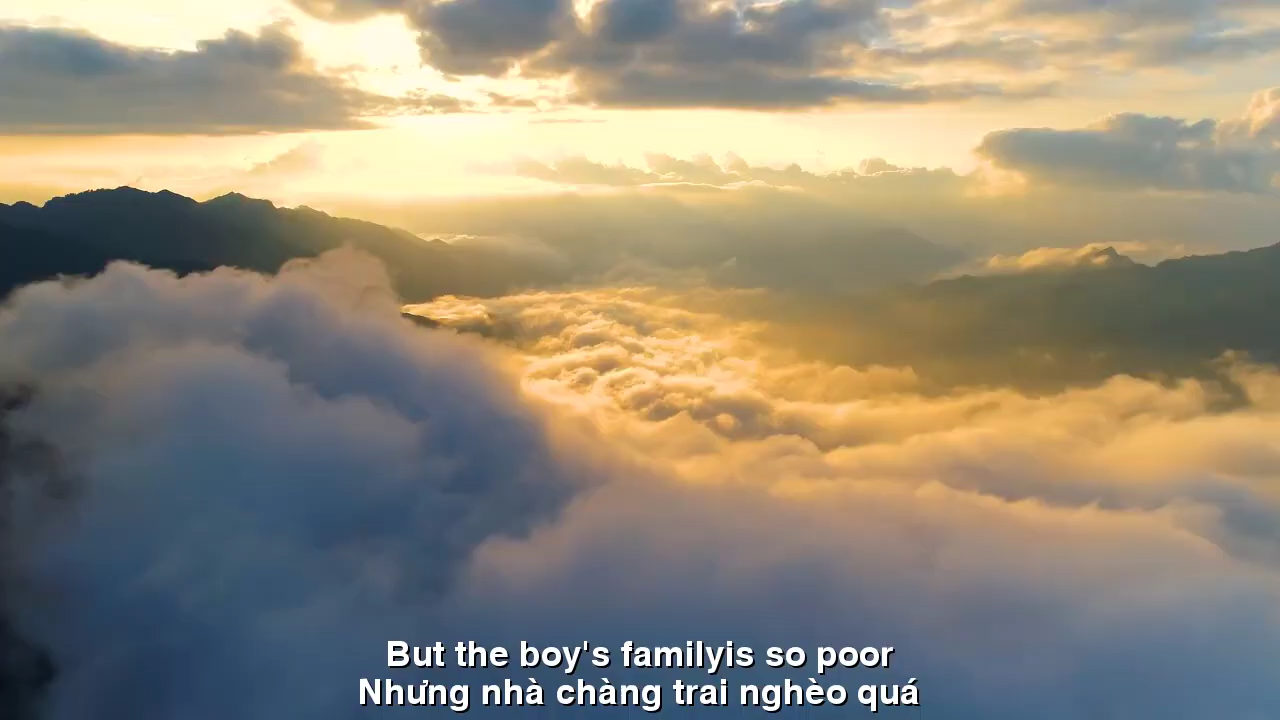 But the boy's familyis so poor
Nhưng nhà chàng trai nghèo quá